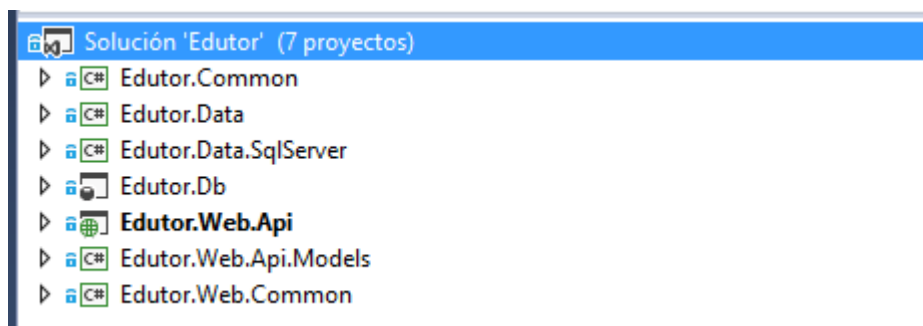 Solución 'Edutor' (7 proyectos)
C# Edutor.Common
C# Edutor.Data
C# Edutor.Data.SqlServer
Edutor.Db
Edutor.Web.Api
C# Edutor.Web.Api.Models
C# Edutor.Web.Common